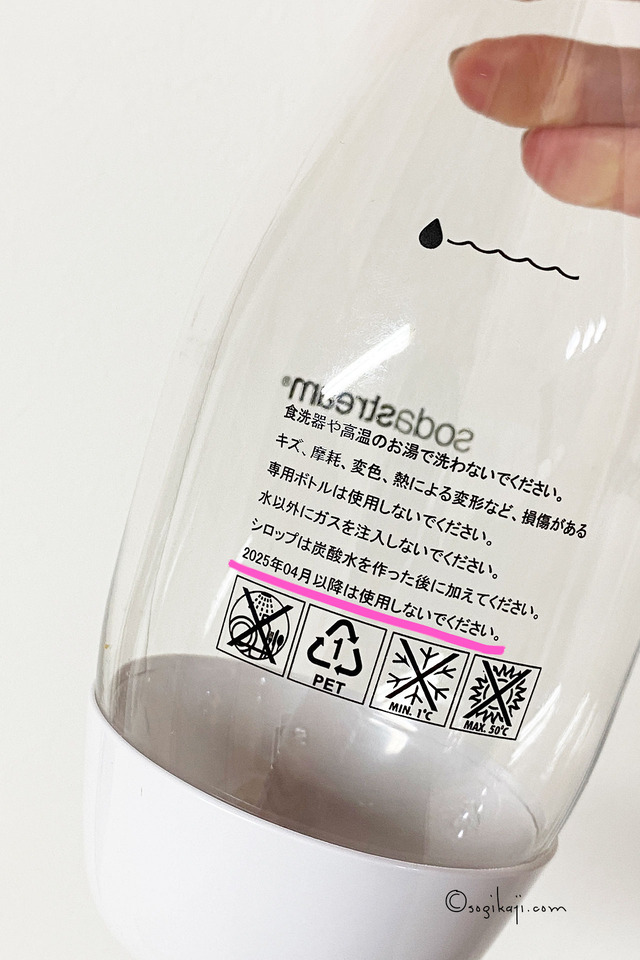 sodastream®
食洗器や高温のお湯で洗わないでください。
キズ、摩耗、変色、熱による変形など、損傷がある
専用ボトルは使用しないでください。
水以外にガスを注入しないでください。
シロップは炭酸水を作った後に加えてください。
2025年04月以降は使用しないでください。
1
PET
MIN. 1°C
MAX. 50°C
©sogikaji.com